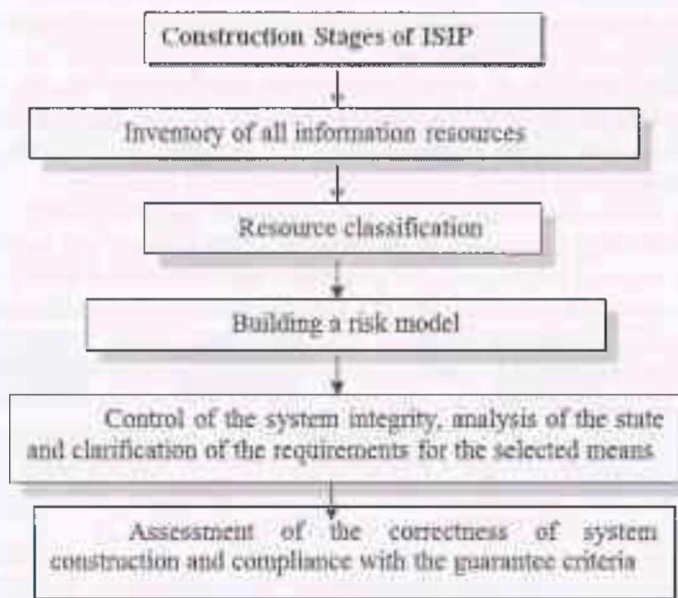 Construction Stages of ISIP
Inventory of all information resources
Resource classification
Building a risk model
Control of the system integrity, analysis of the state
and clarification of the requirements for the selected means
Assessment of the correctness of system
construction and compliance with the guarantee criteria